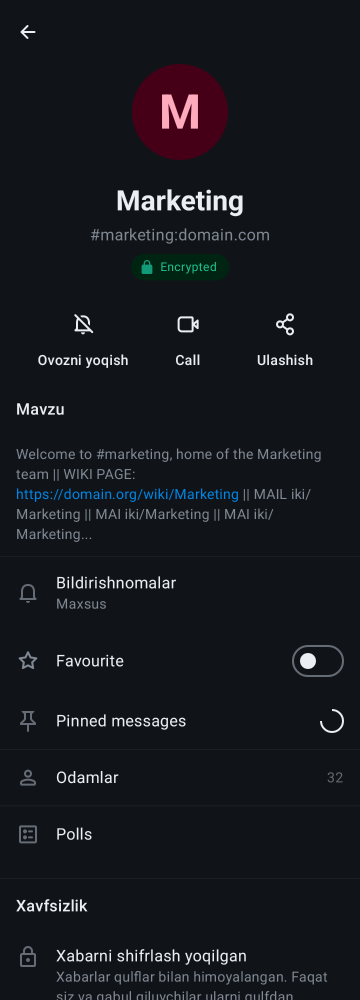 M
Marketing
#marketing:domain.com
Encrypted
Ovozni yoqish
Call
Ulashish
Mavzu
Welcome to #marketing, home of the Marketing
team || WIKI PAGE:
https://domain.org/wiki/Marketing || MAIL iki/
Marketing || MAI iki/Marketing || MAI iki/
Marketing...
Bildirishnomalar
Maxsus
Favourite
Pinned messages
Odamlar
32
Polls
Xavfsizlik
Xabarni shifrlash yoqilgan
Xabarlar qulflar bilan himoyalangan. Faqat
siz va qabul qiluvchilar ularni qulfdan